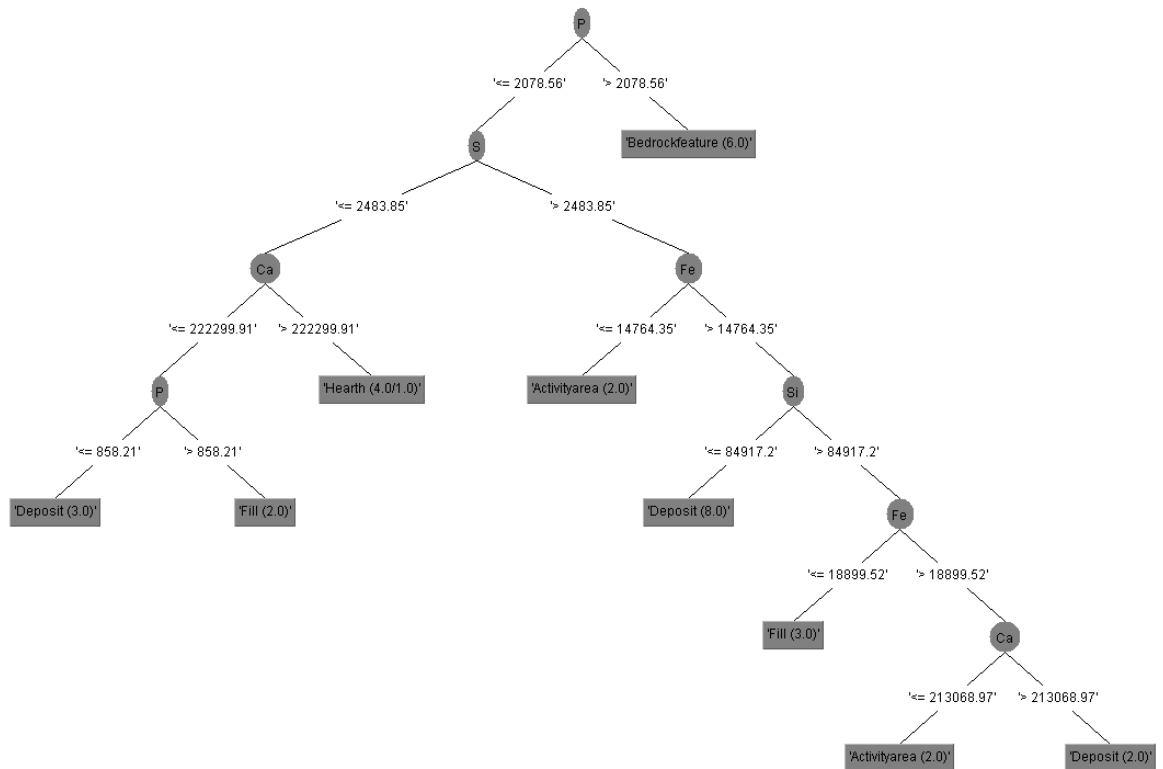 P
'<= 2078.56' '> 2078.56'
S 'Bedrockfeature (6.0)'
'<= 2483.85' '> 2483.85'
Ca Fe
'<= 222299.91' '> 222299.91' '<= 14764.35' '> 14764.35'
P 'Hearth (4.0/1.0)' 'Activityarea (2.0)' Si
'<= 858.21' '> 858.21' '<= 84917.2' '> 84917.2'
'Deposit (3.0)' 'Fill (2.0)' 'Deposit (8.0)' Fe
'<= 18899.52' '> 18899.52'
'Fill (3.0)' Ca
'<= 213068.97' '> 213068.97'
'Activityarea (2.0)' 'Deposit (2.0)'